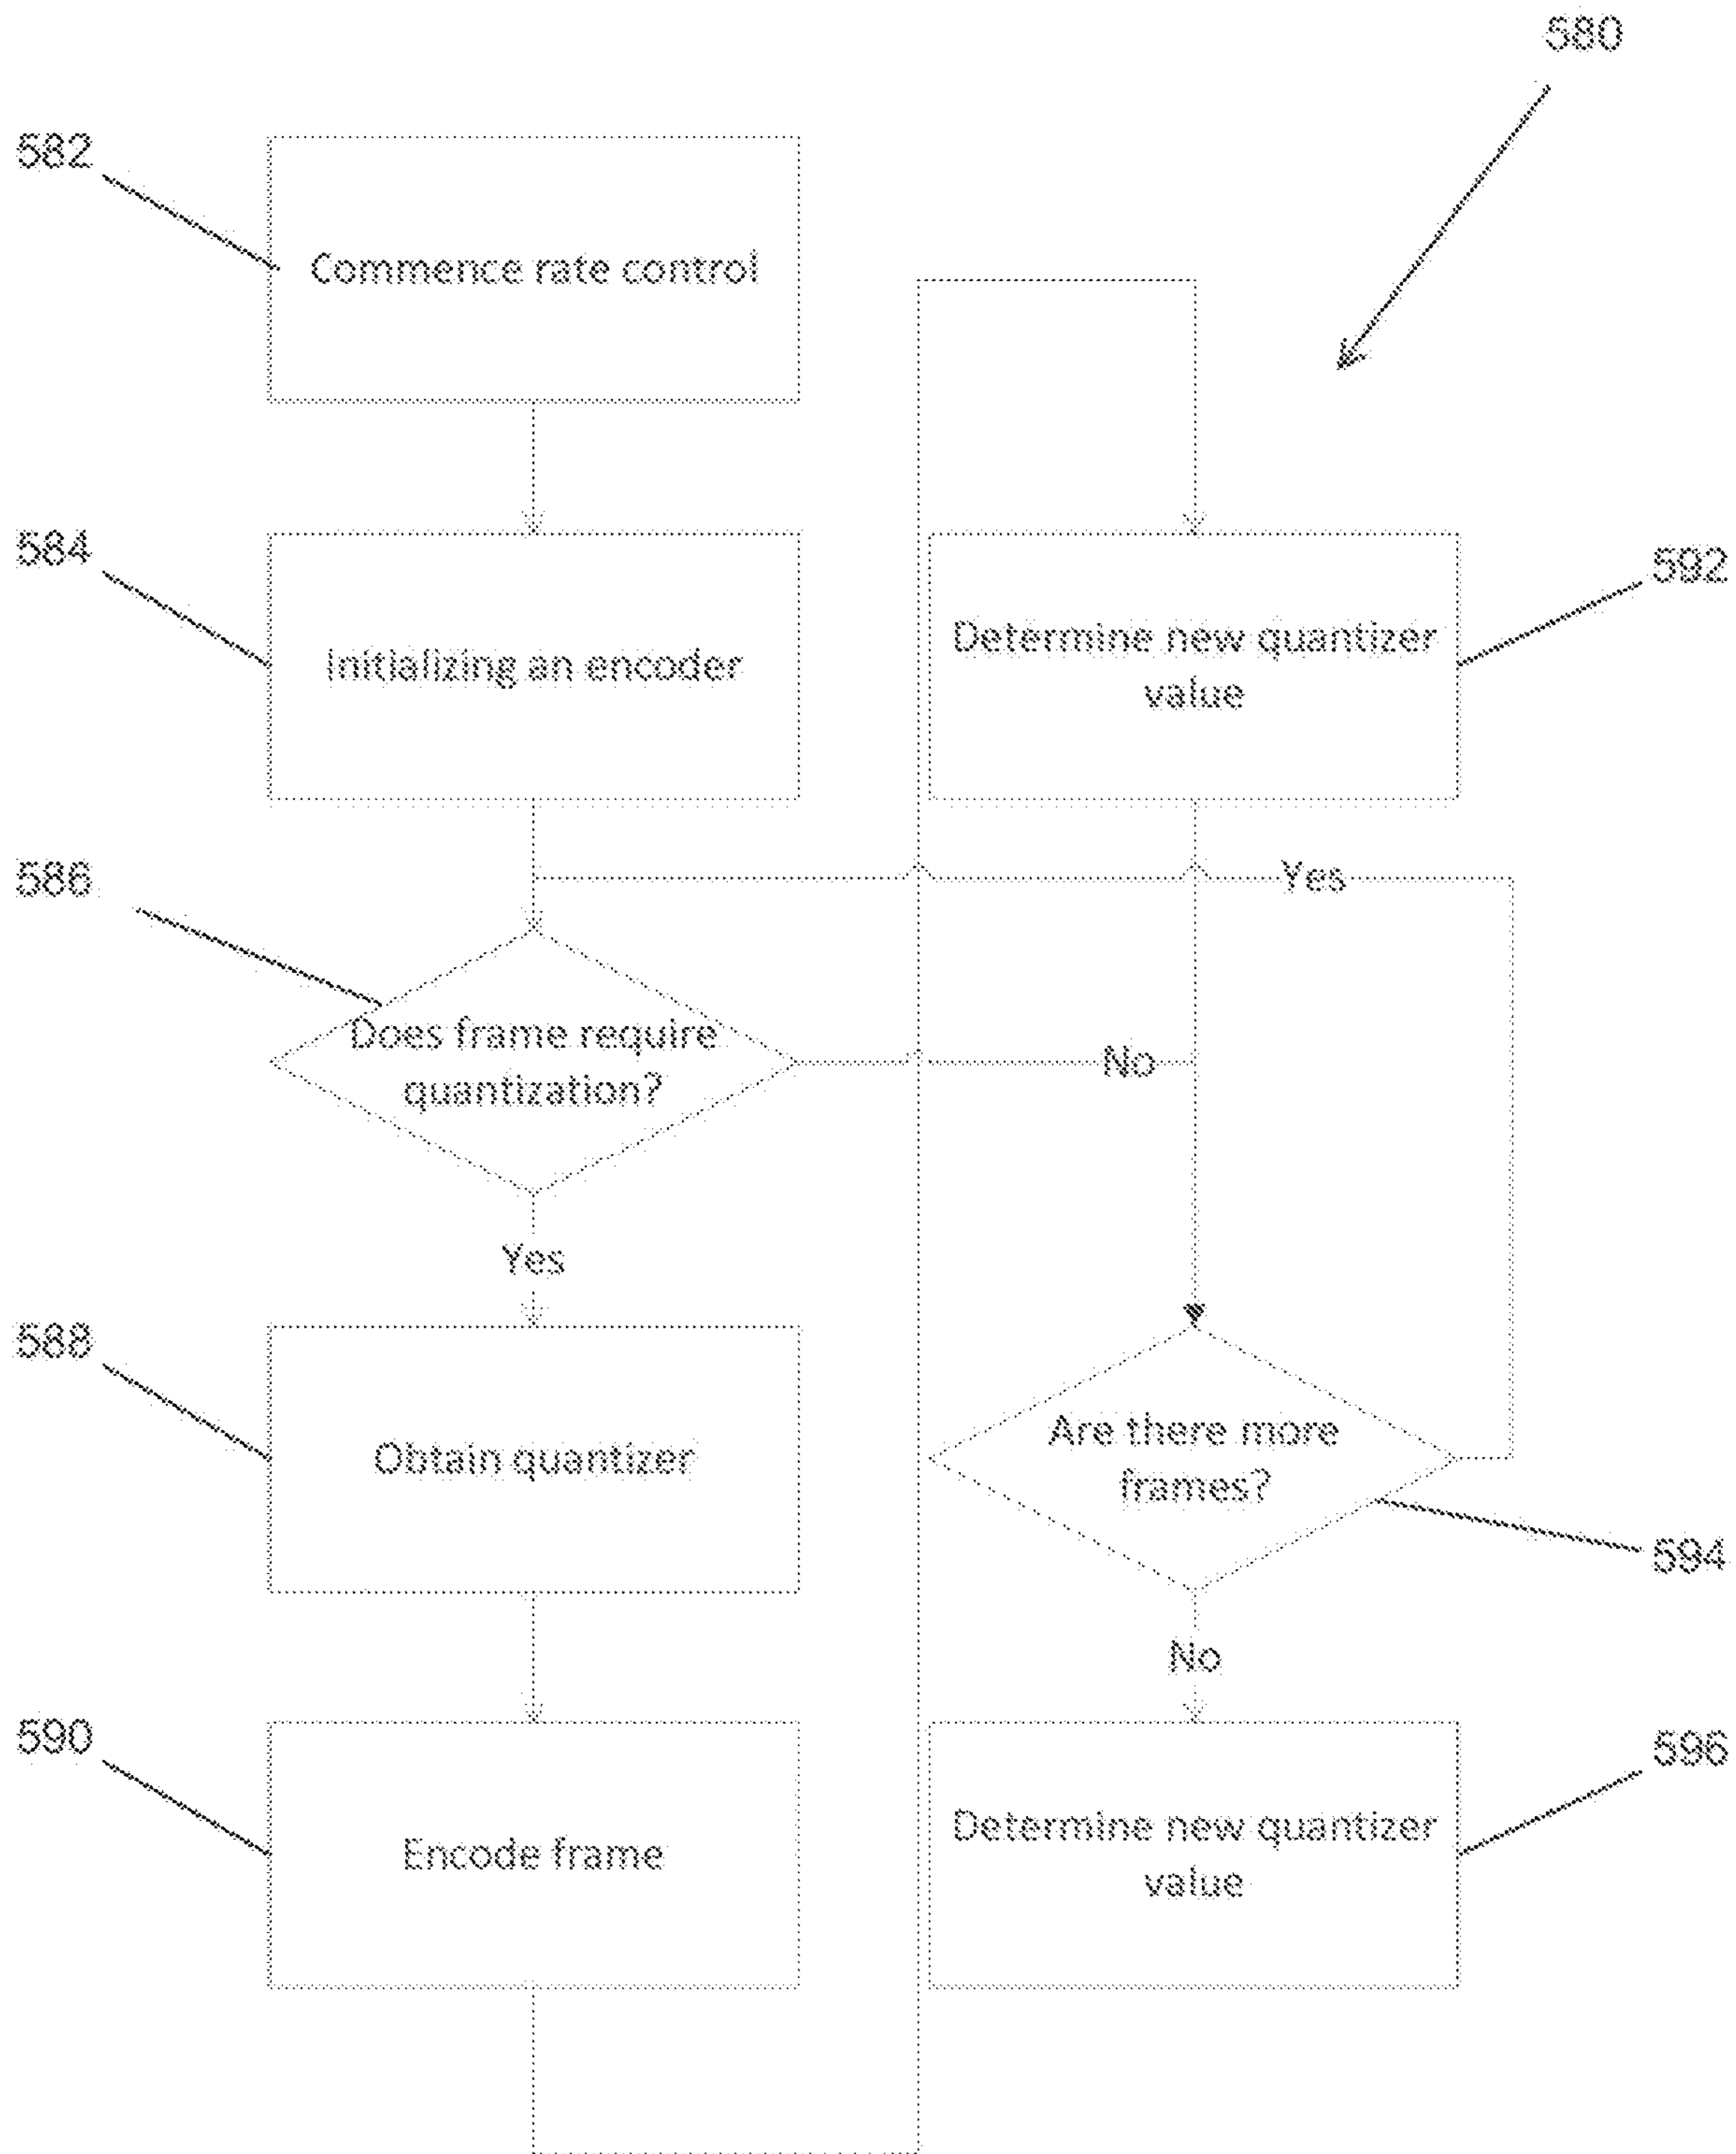 580
582
Commence rate control
584
Initializing an encoder
592
Determine new quantizer
value
586
Yes
Does frame require
quantization?
No
Yes
588
Obtain quantizer
Are there more
frames?
594
No
590
Encode frame
596
Determine new quantizer
value